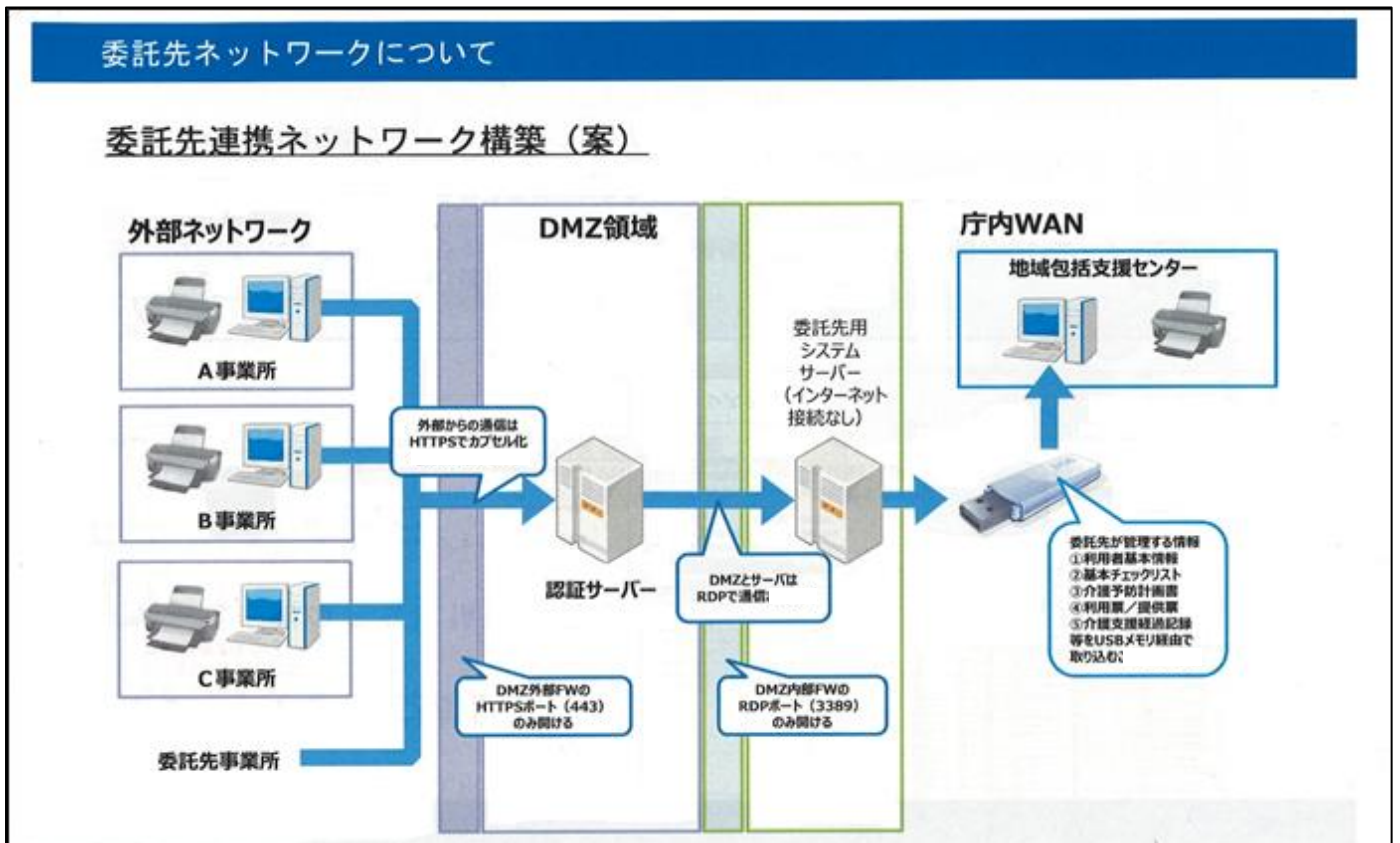 委託先ネットワークについて
委託先連携ネットワーク構築（案）
外部ネットワーク
A事業所
B事業所
C事業所
委託先事業所
外部からの通信は
HTTPSでカプセル化
DMZ領域
認証サーバー
DMZ外部FWの
HTTPSポート（443）
のみ開ける
DMZとサーバは
RDPで通信
DMZ内部FWの
RDPポート（3389）
のみ開ける
委託先用
システム
サーバー
（インターネット
接続なし）
庁内WAN
地域包括支援センター
委託先が管理する情報
①利用者基本情報
②基本チェックリスト
③介護予防計画書
④利用票／提供票
⑤介護支援経過記録
等をUSBメモリ経由で
取り込む